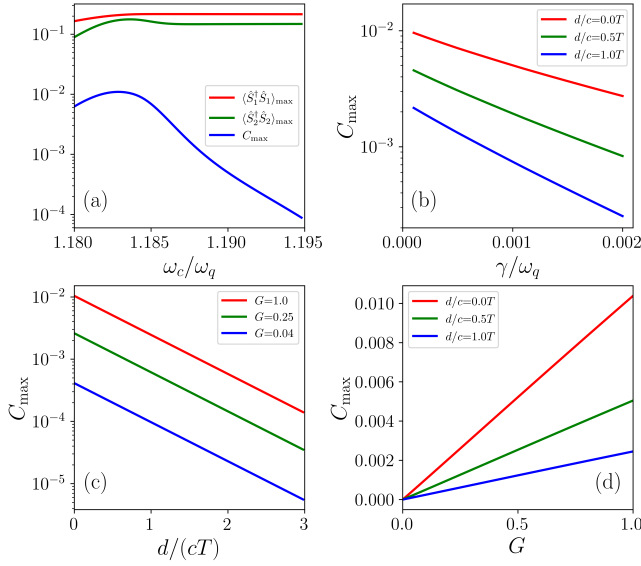 10⁻¹
10⁻²
10⁻³
10⁻⁴
⟨Ŝ₁†Ŝ₁⟩max
⟨Ŝ₂†Ŝ₂⟩max
Cmax
(a)
1.180 1.185 1.190 1.195
ωc/ωq
Cmax
10⁻²
10⁻³
d/c=0.0T
d/c=0.5T
d/c=1.0T
(b)
0.000 0.001 0.002
γ/ωq
Cmax
10⁻²
10⁻³
10⁻⁴
10⁻⁵
G=1.0
G=0.25
G=0.04
(c)
0 1 2 3
d/(cT)
Cmax
0.010
0.008
0.006
0.004
0.002
0.000
d/c=0.0T
d/c=0.5T
d/c=1.0T
(d)
0.0 0.5 1.0
G